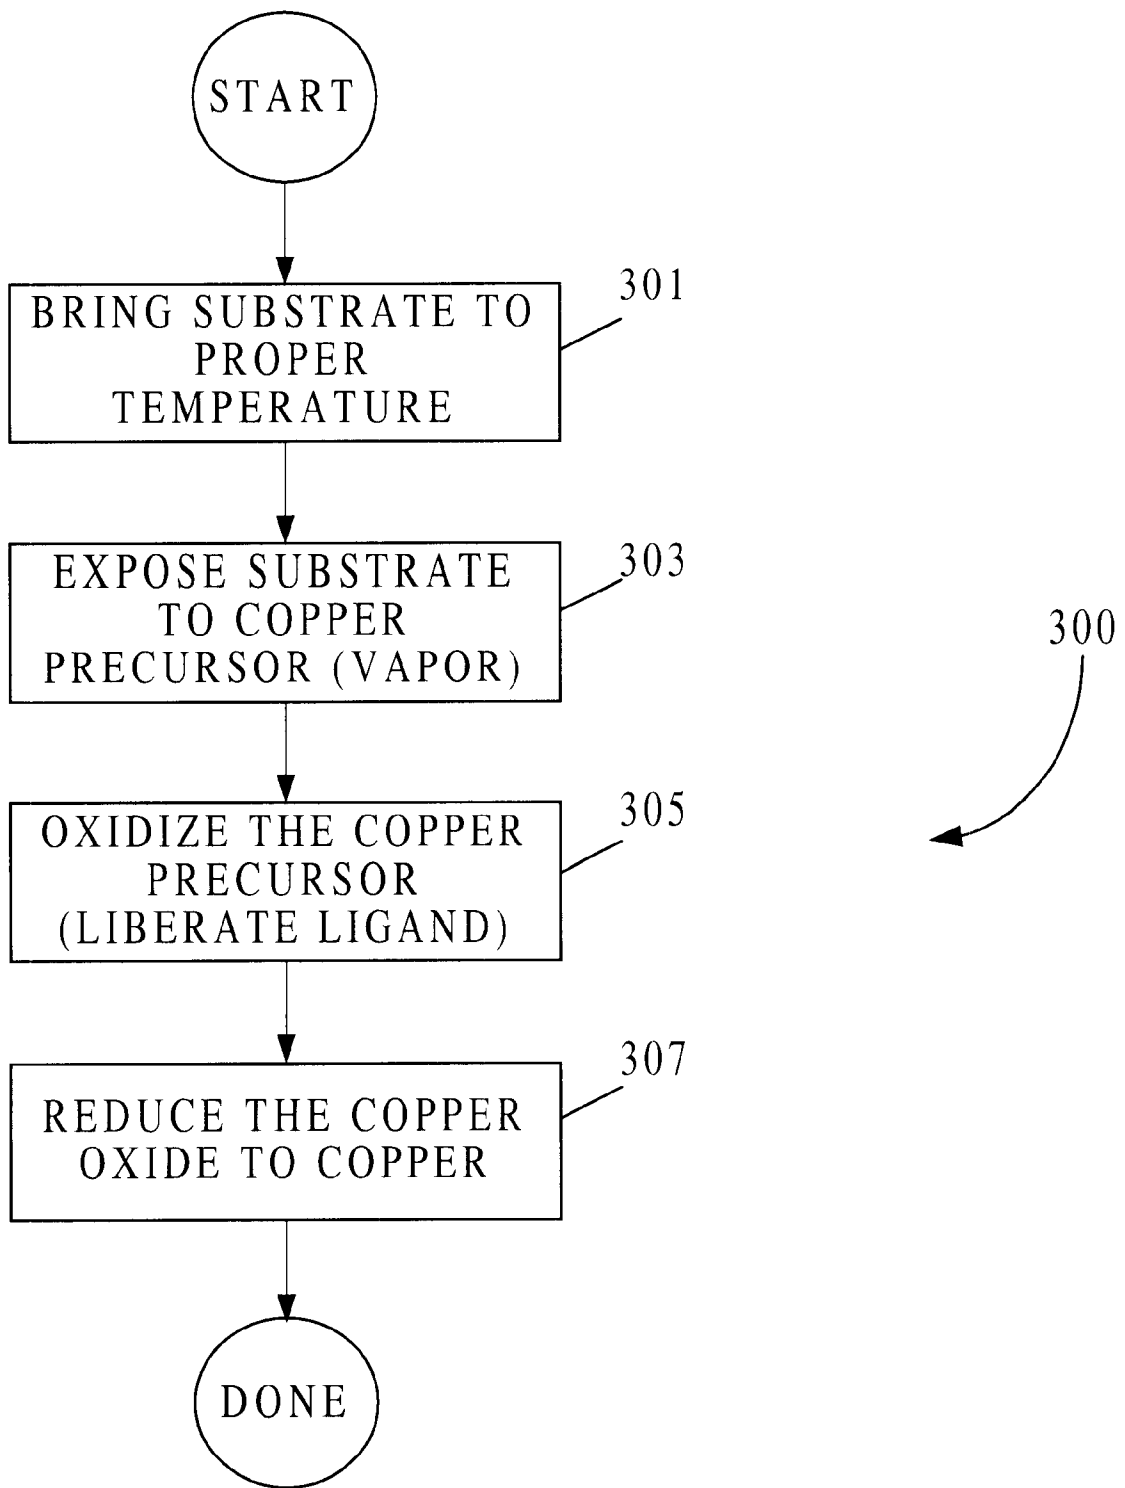 START
301
BRING SUBSTRATE TO
PROPER
TEMPERATURE
303
EXPOSE SUBSTRATE
TO COPPER
PRECURSOR (VAPOR)
300
305
OXIDIZE THE COPPER
PRECURSOR
(LIBERATE LIGAND)
307
REDUCE THE COPPER
OXIDE TO COPPER
DONE